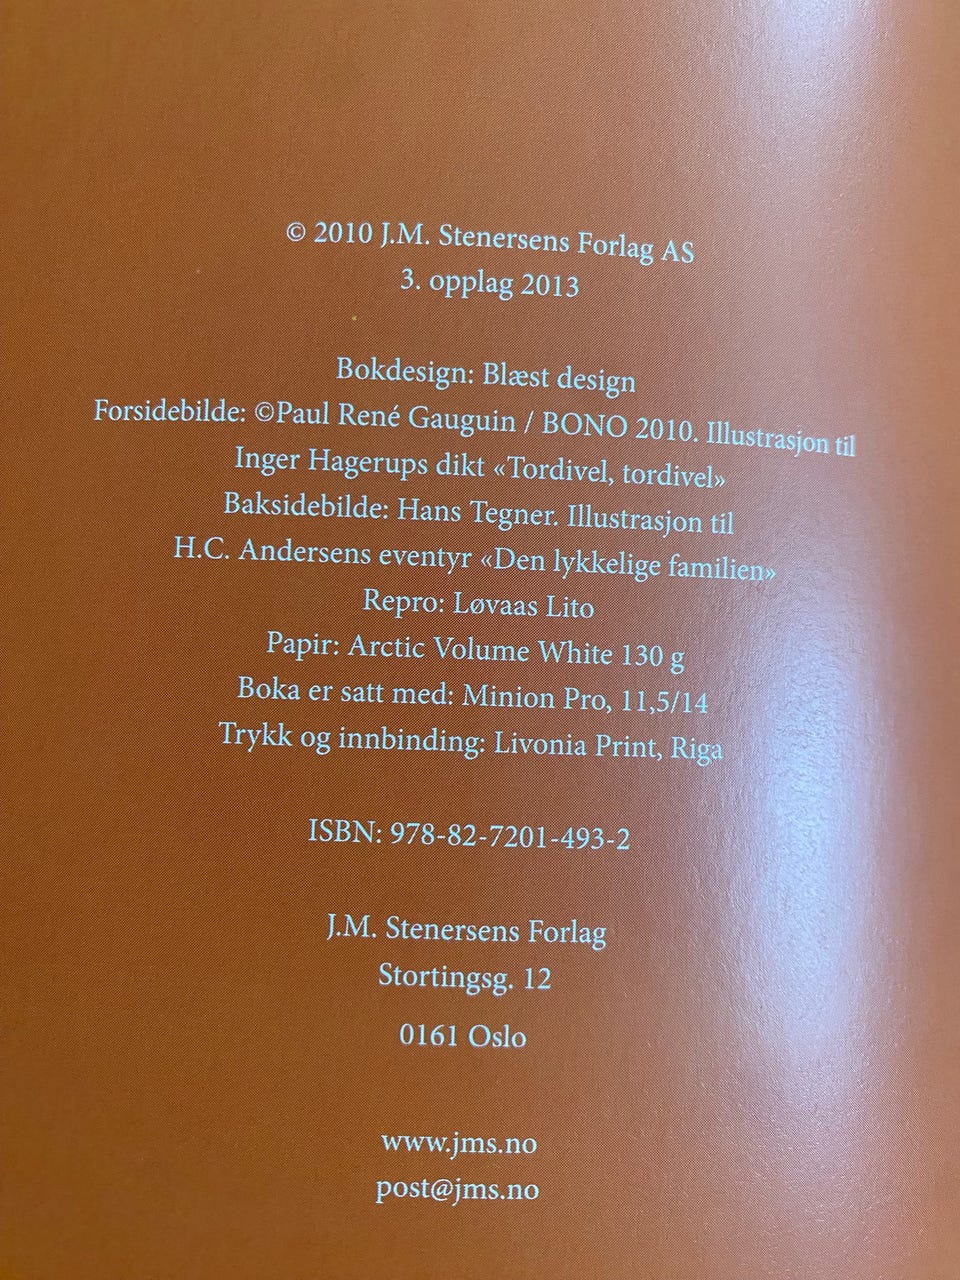 © 2010 J.M. Stenersens Forlag AS
3. opplag 2013
Bokdesign: Blæst design
Forsidebilde: ©Paul René Gauguin / BONO 2010. Illustrasjon til
Inger Hagerups dikt «Tordivel, tordivel»
Baksidebilde: Hans Tegner. Illustrasjon til
H.C. Andersens eventyr «Den lykkelige familien»
Repro: Løvaas Lito
Papir: Arctic Volume White 130 g
Boka er satt med: Minion Pro, 11,5/14
Trykk og innbinding: Livonia Print, Riga
ISBN: 978-82-7201-493-2
J.M. Stenersens Forlag
Stortingsg. 12
0161 Oslo
www.jms.no
post@jms.no